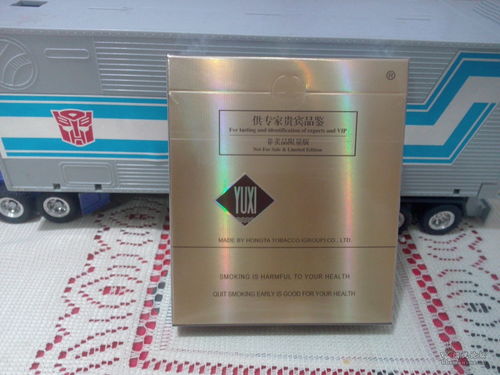 ®
供专家贵宾品鉴
For tasting and identification of experts and VIP
非卖品限量版
Not For Sale & Limited Edition
YUXI
MADE BY HONGTA TOBACCO (GROUP) CO., LTD.
SMOKING IS HARMFUL TO YOUR HEALTH
QUIT SMOKING EARLY IS GOOD FOR YOUR HEALTH